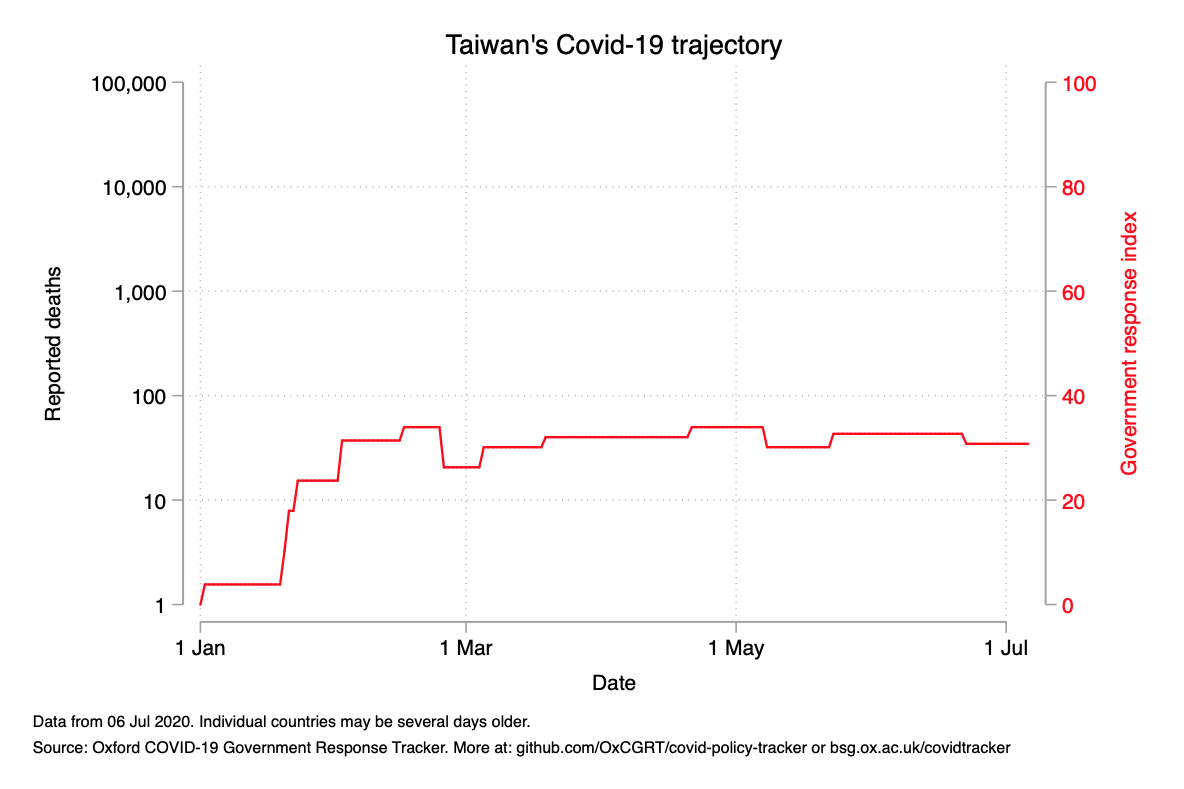 Taiwan's Covid-19 trajectory
100,000
10,000
1,000
100
10
1
Reported deaths
100
80
60
40
20
0
Government response index
1 Jan
1 Mar
1 May
1 Jul
Date
Data from 06 Jul 2020. Individual countries may be several days older.
Source: Oxford COVID-19 Government Response Tracker. More at: github.com/OxCGRT/covid-policy-tracker or bsg.ox.ac.uk/covidtracker